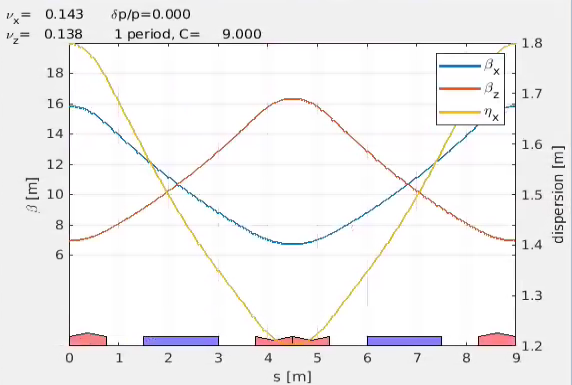 νx= 0.143 δp/p=0.000
νz= 0.138 1 period, C= 9.000
18
16
14
12
10
8
6
β [m]
βx
βz
ηx
1.8
1.7
1.6
1.5
1.4
1.3
1.2
dispersion [m]
0 1 2 3 4 5 6 7 8 9
s [m]